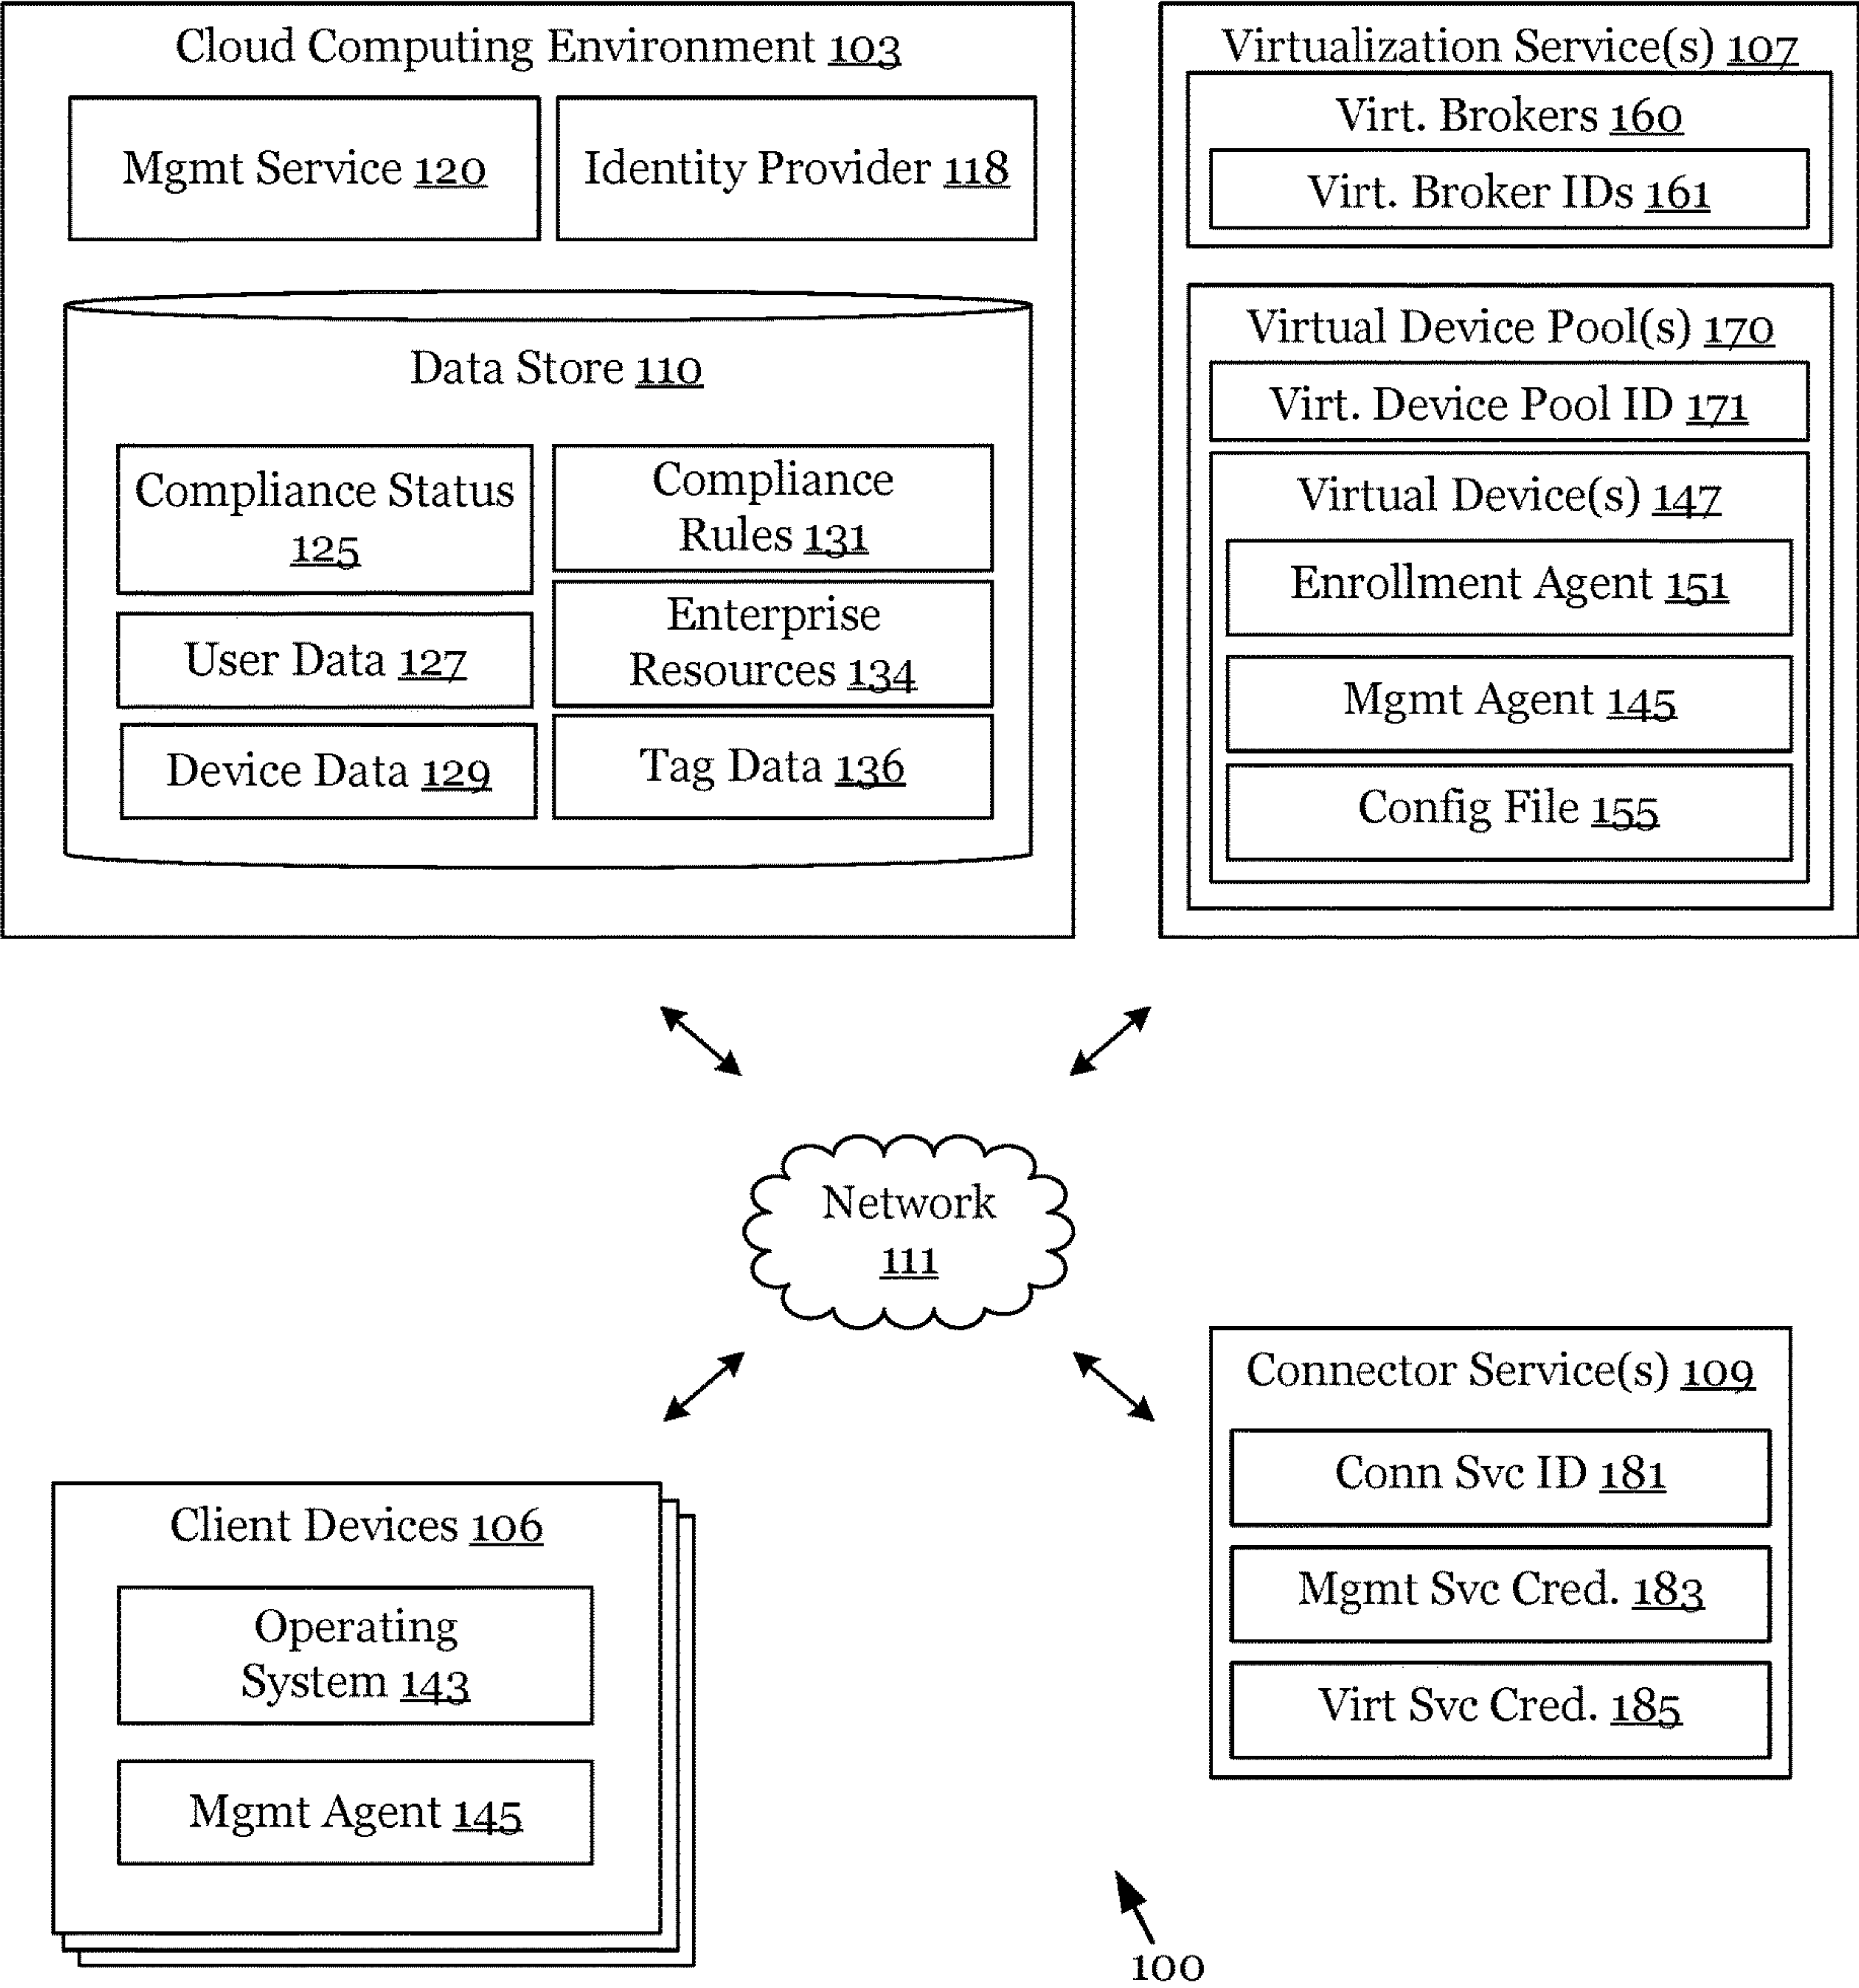 Cloud Computing Environment 103
Mgmt Service 120
Identity Provider 118
Data Store 110
Compliance Status
125
User Data 127
Device Data 129
Compliance
Rules 131
Enterprise
Resources 134
Tag Data 136
Virtualization Service(s) 107
Virt. Brokers 160
Virt. Broker IDs 161
Virtual Device Pool(s) 170
Virt. Device Pool ID 171
Virtual Device(s) 147
Enrollment Agent 151
Mgmt Agent 145
Config File 155
Network
111
Client Devices 106
Operating
System 143
Mgmt Agent 145
Connector Service(s) 109
Conn Svc ID 181
Mgmt Svc Cred. 183
Virt Svc Cred. 185
100